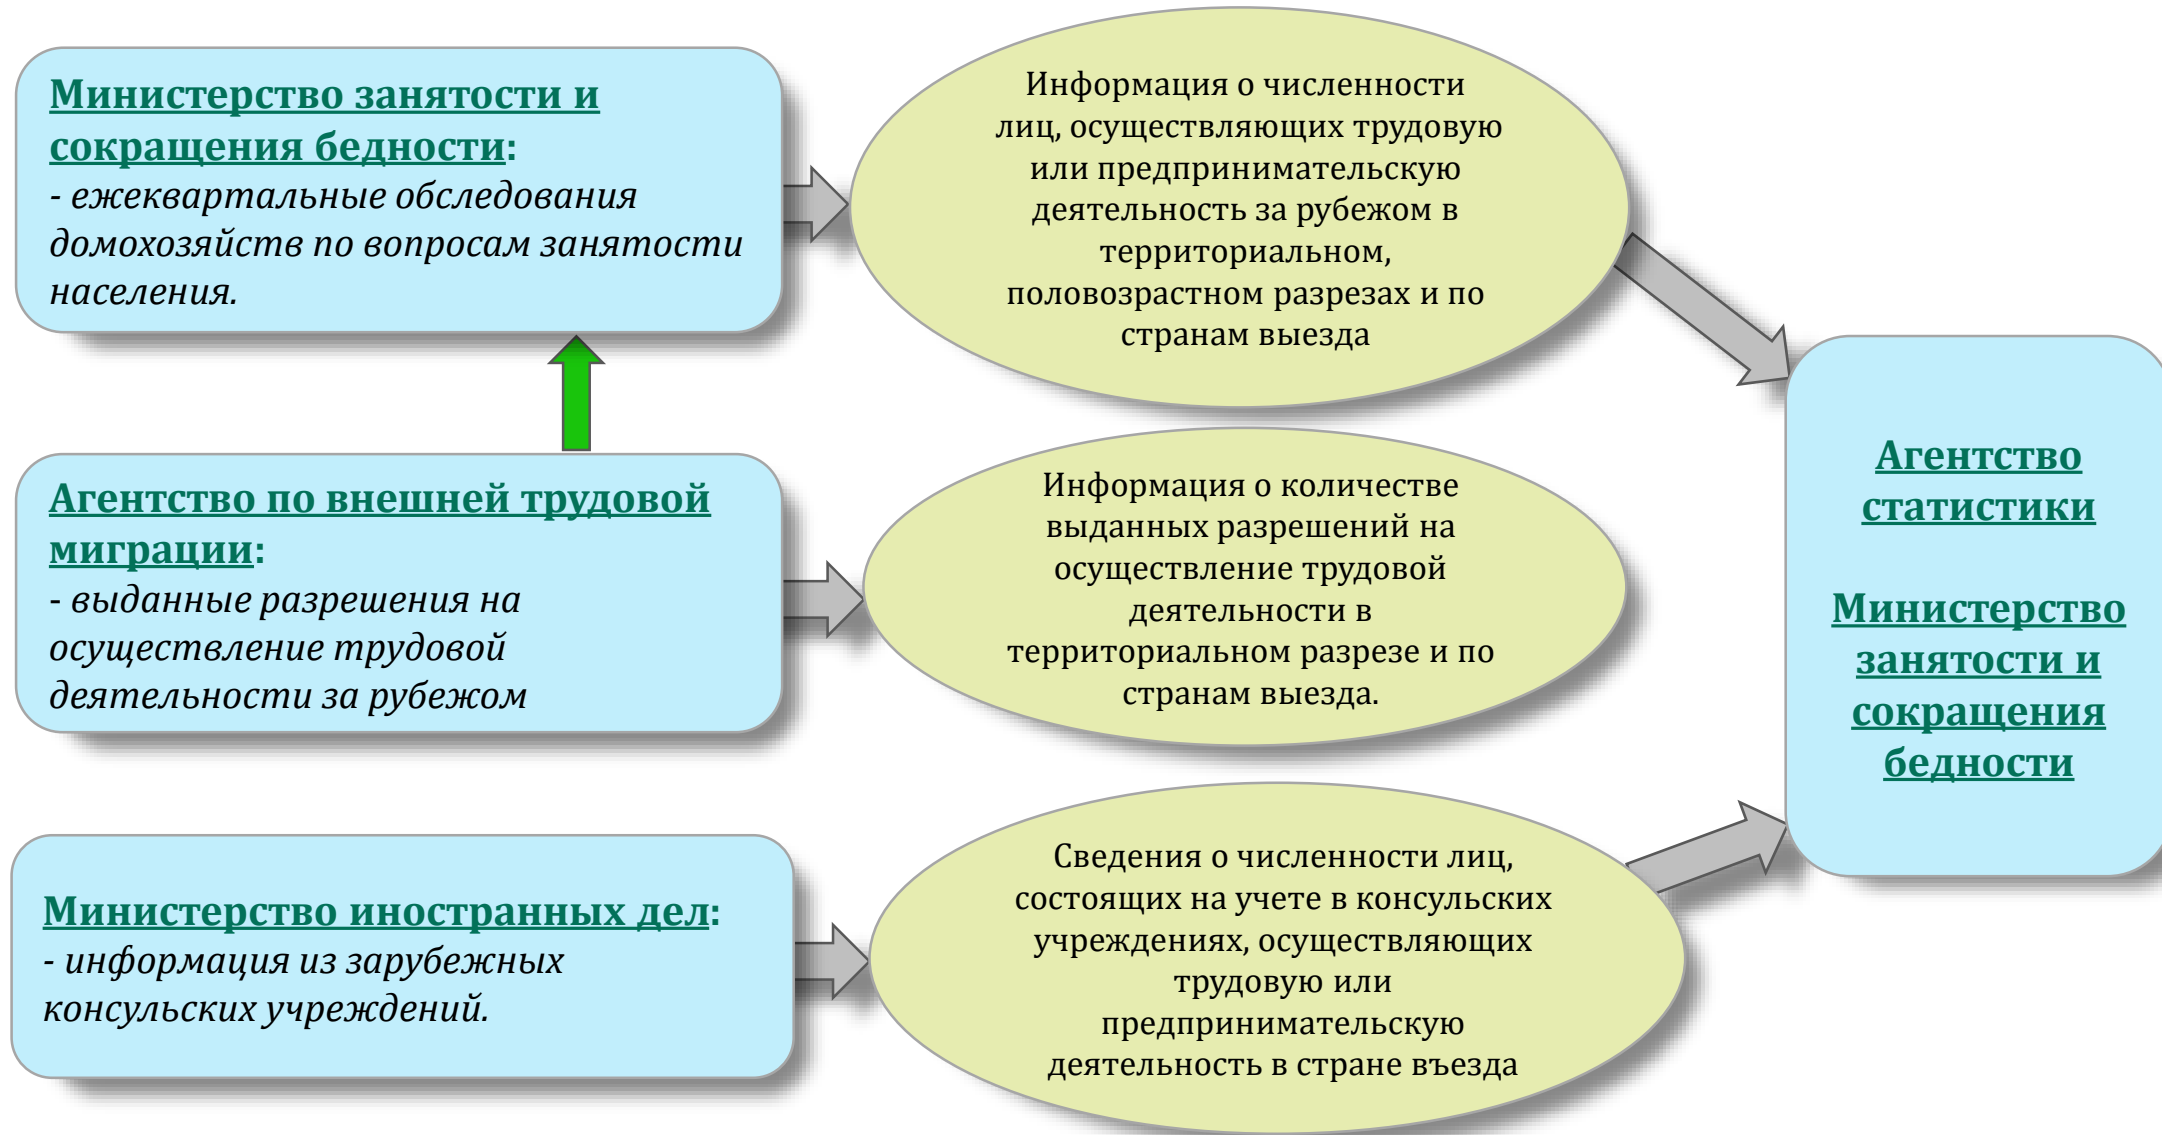 Министерство занятости и
сокращения бедности:
- ежеквартальные обследования
домохозяйств по вопросам занятости
населения.
Информация о численности
лиц, осуществляющих трудовую
или предпринимательскую
деятельность за рубежом в
территориальном,
половозрастном разрезах и по
странам выезда
Агентство по внешней трудовой
миграции:
- выданные разрешения на
осуществление трудовой
деятельности за рубежом
Информация о количестве
выданных разрешений на
осуществление трудовой
деятельности в
территориальном разрезе и по
странам выезда.
Министерство иностранных дел:
- информация из зарубежных
консульских учреждений.
Сведения о численности лиц,
состоящих на учете в консульских
учреждениях, осуществляющих
трудовую или
предпринимательскую
деятельность в стране въезда
Агентство
статистики
Министерство
занятости и
сокращения
бедности